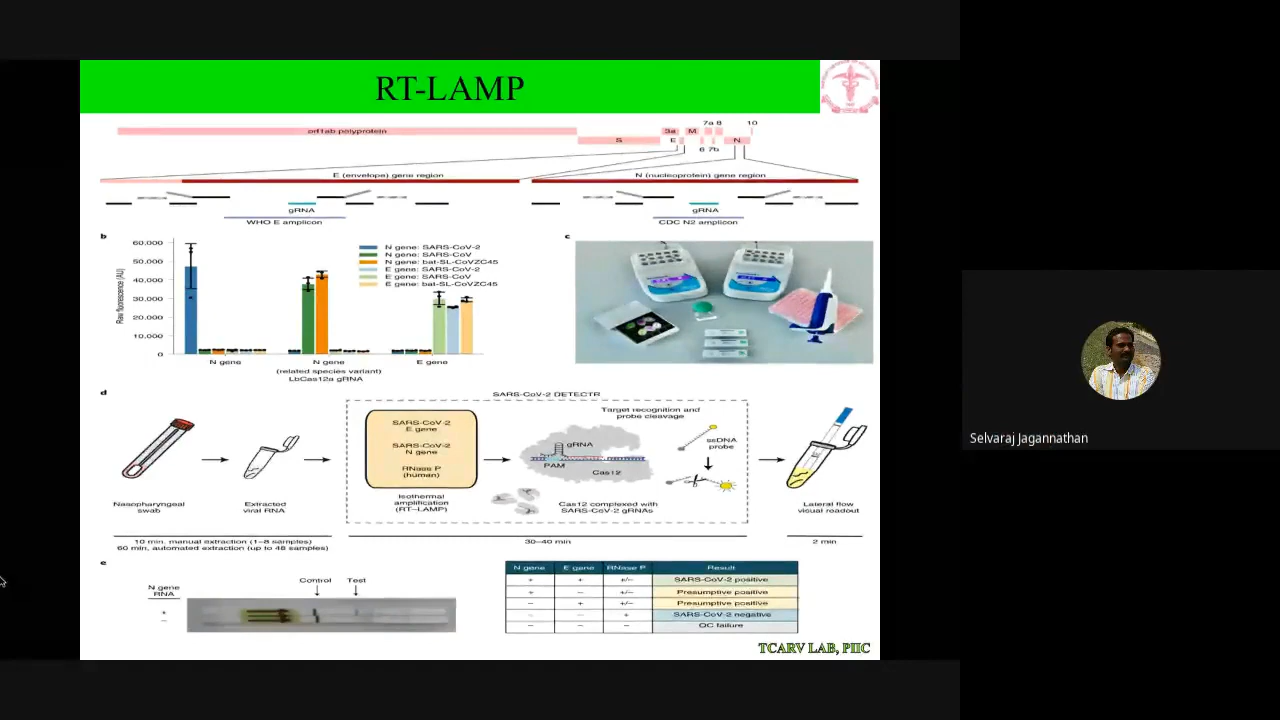 RT-LAMP
orf1ab polyprotein
S
3a
E
M
7a 8
6 7b
N
10
E (envelope) gene region
N (nucloprotein) gene region
gRNA
WHO E amplicon
gRNA
CDC N2 amplicon
b
Raw fluorescence (AU)
60,000
50,000
40,000
30,000
20,000
10,000
0
N gene: SARS-CoV-2
N gene: SARS-CoV
N gene: bat-SL-CoVZC45
E gene: SARS-CoV-2
E gene: SARS-CoV
E gene: bat-SL-CoVZC45
N gene
N gene
E gene
(related species variant)
LbCas12a gRNA
c
d
SARS-CoV-2 DETECTR
SARS-CoV-2
E gene
SARS-CoV-2
N gene
RNase P
(human)
Target recognition and
probe cleavage
gRNA
PAM
Cas12
ssDNA
probe
Nasopharyngeal
swab
Extracted
viral RNA
Isothermal
amplification
(RT-LAMP)
Cas12 complexed with
SARS-CoV-2 gRNAs
Lateral flow
visual readout
10 min, manual extraction (1–8 samples)
60 min, automated extraction (up to 48 samples)
30–40 min
2 min
e
N gene
RNA
+
–
Control
Test
N gene E gene RNase P Result
+ + +/– SARS-CoV-2 positive
+ – +/– Presumptive positive
– + +/– Presumptive positive
– – + SARS-CoV-2 negative
– – – QC failure
TCARV LAB, PIIC
Selvaraj Jagannathan